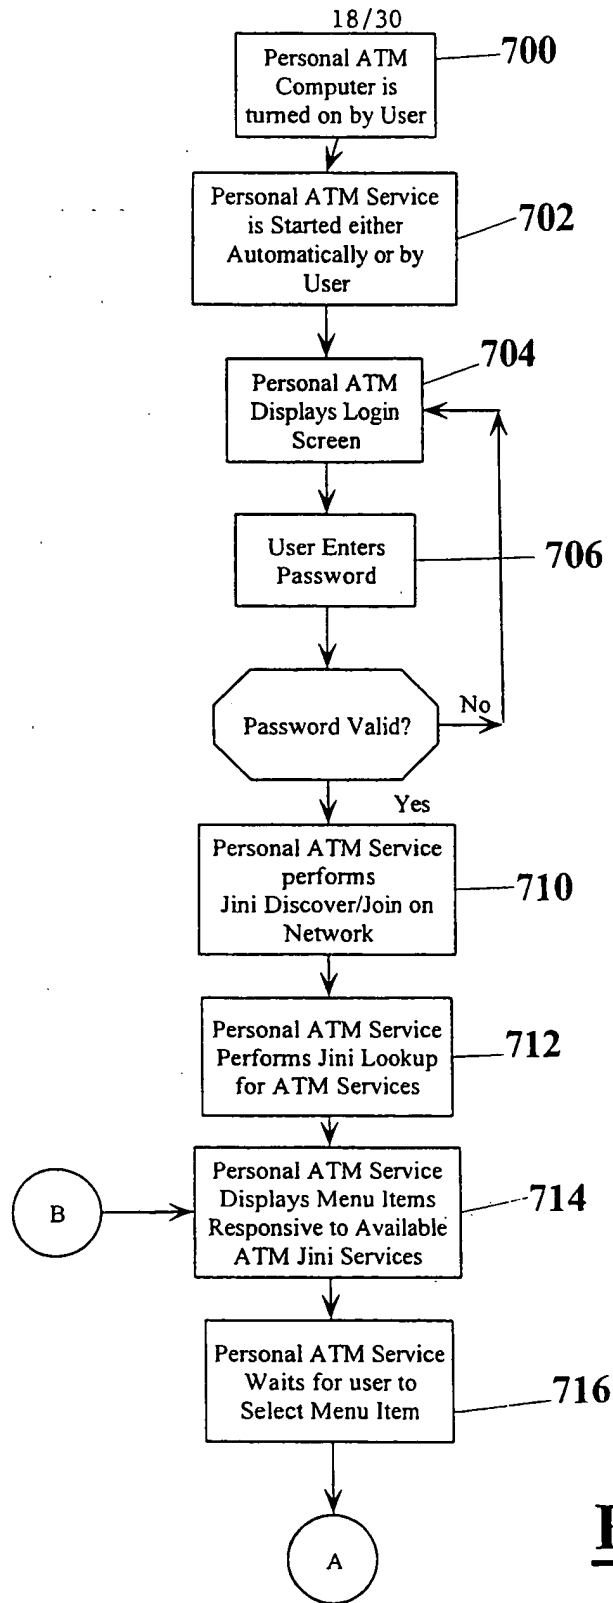 18/30
Personal ATM
Computer is
turned on by User
700
Personal ATM Service
is Started either
Automatically or by
User
702
Personal ATM
Displays Login
Screen
704
User Enters
Password
706
Password Valid?
No
Yes
Personal ATM Service
performs
Jini Discover/Join on
Network
710
Personal ATM Service
Performs Jini Lookup
for ATM Services
712
B
Personal ATM Service
Displays Menu Items
Responsive to Available
ATM Jini Services
714
Personal ATM Service
Waits for user to
Select Menu Item
716
A